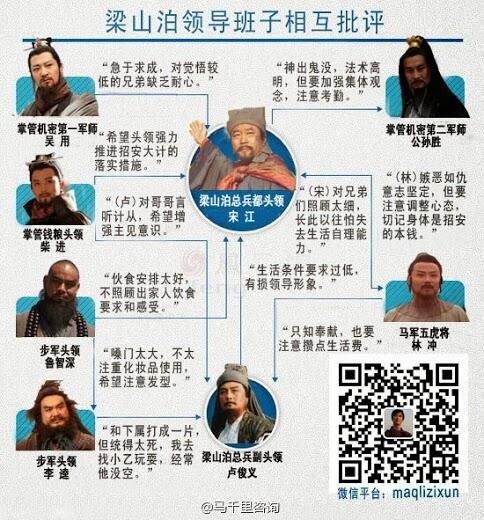 梁山泊领导班子相互批评
“急于求成,对觉悟较
低的兄弟缺乏耐心。”
“神出鬼没,法术高
明,但要加强集体观
念,注意考勤。”
掌管机密第一军师
吴 用
掌管机密第二军师
公孙胜
“希望头领强力
推进招安大计的
落实措施。”
梁山泊总兵都头领
宋 江
“(林)嫉恶如仇
意志坚定,但要
注意调整心态,
切记身体是招安
的本钱。”
掌管钱粮头领
柴 进
“(卢)对哥哥言
听计从,希望增
强主见意识。”
“(宋)对兄弟
们照顾太细,
长此以往怕失
去生活自理能
力。”
“伙食安排太好,
不照顾出家人饮食
要求和感受。”
“生活条件要求过低,
有损领导形象。”
步军头领
鲁智深
马军五虎将
林 冲
“只知奉献,也要
注意攒点生活费。”
“嗓门太大,不太
注重化妆品使用,
希望注意发型。”
步军头领
李 逵
“和下属打成一片,
但统得太死,我去
找小乙玩耍,经常
他没空。”
梁山泊总兵副头领
卢俊义
微信平台:maqlizixun
@马千里咨询